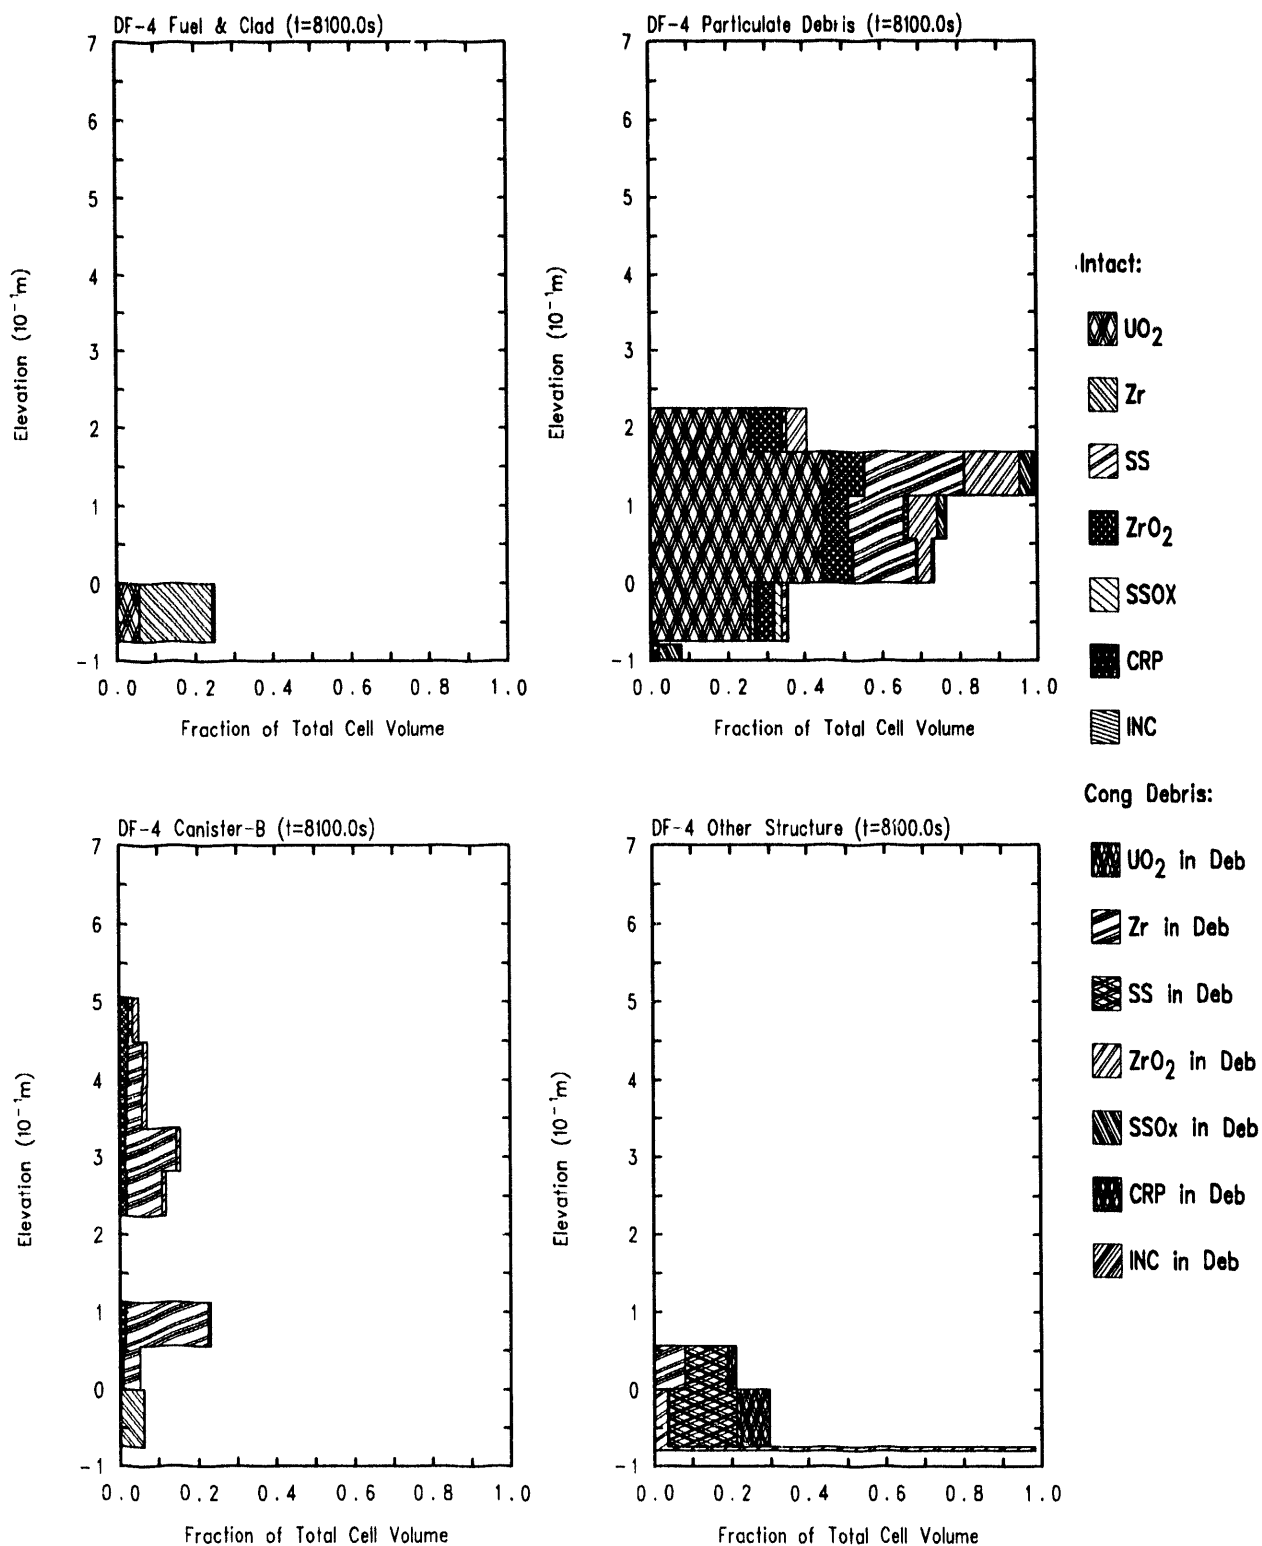 DF-4 Fuel & Clad (t=8100.0s)
7
6
5
4
3
2
1
0
-1
Elevation (10⁻¹m)
0.0 0.2 0.4 0.6 0.8 1.0
Fraction of Total Cell Volume
DF-4 Particulate Debris (t=8100.0s)
7
6
5
4
3
2
1
0
-1
Elevation (10⁻¹m)
0.0 0.2 0.4 0.6 0.8 1.0
Fraction of Total Cell Volume
DF-4 Canister-B (t=8100.0s)
7
6
5
4
3
2
1
0
-1
Elevation (10⁻¹m)
0.0 0.2 0.4 0.6 0.8 1.0
Fraction of Total Cell Volume
DF-4 Other Structure (t=8100.0s)
7
6
5
4
3
2
1
0
-1
Elevation (10⁻¹m)
0.0 0.2 0.4 0.6 0.8 1.0
Fraction of Total Cell Volume
Intact:
UO₂
Zr
SS
ZrO₂
SSOX
CRP
INC
Cong Debris:
UO₂ in Deb
Zr in Deb
SS in Deb
ZrO₂ in Deb
SSOx in Deb
CRP in Deb
INC in Deb